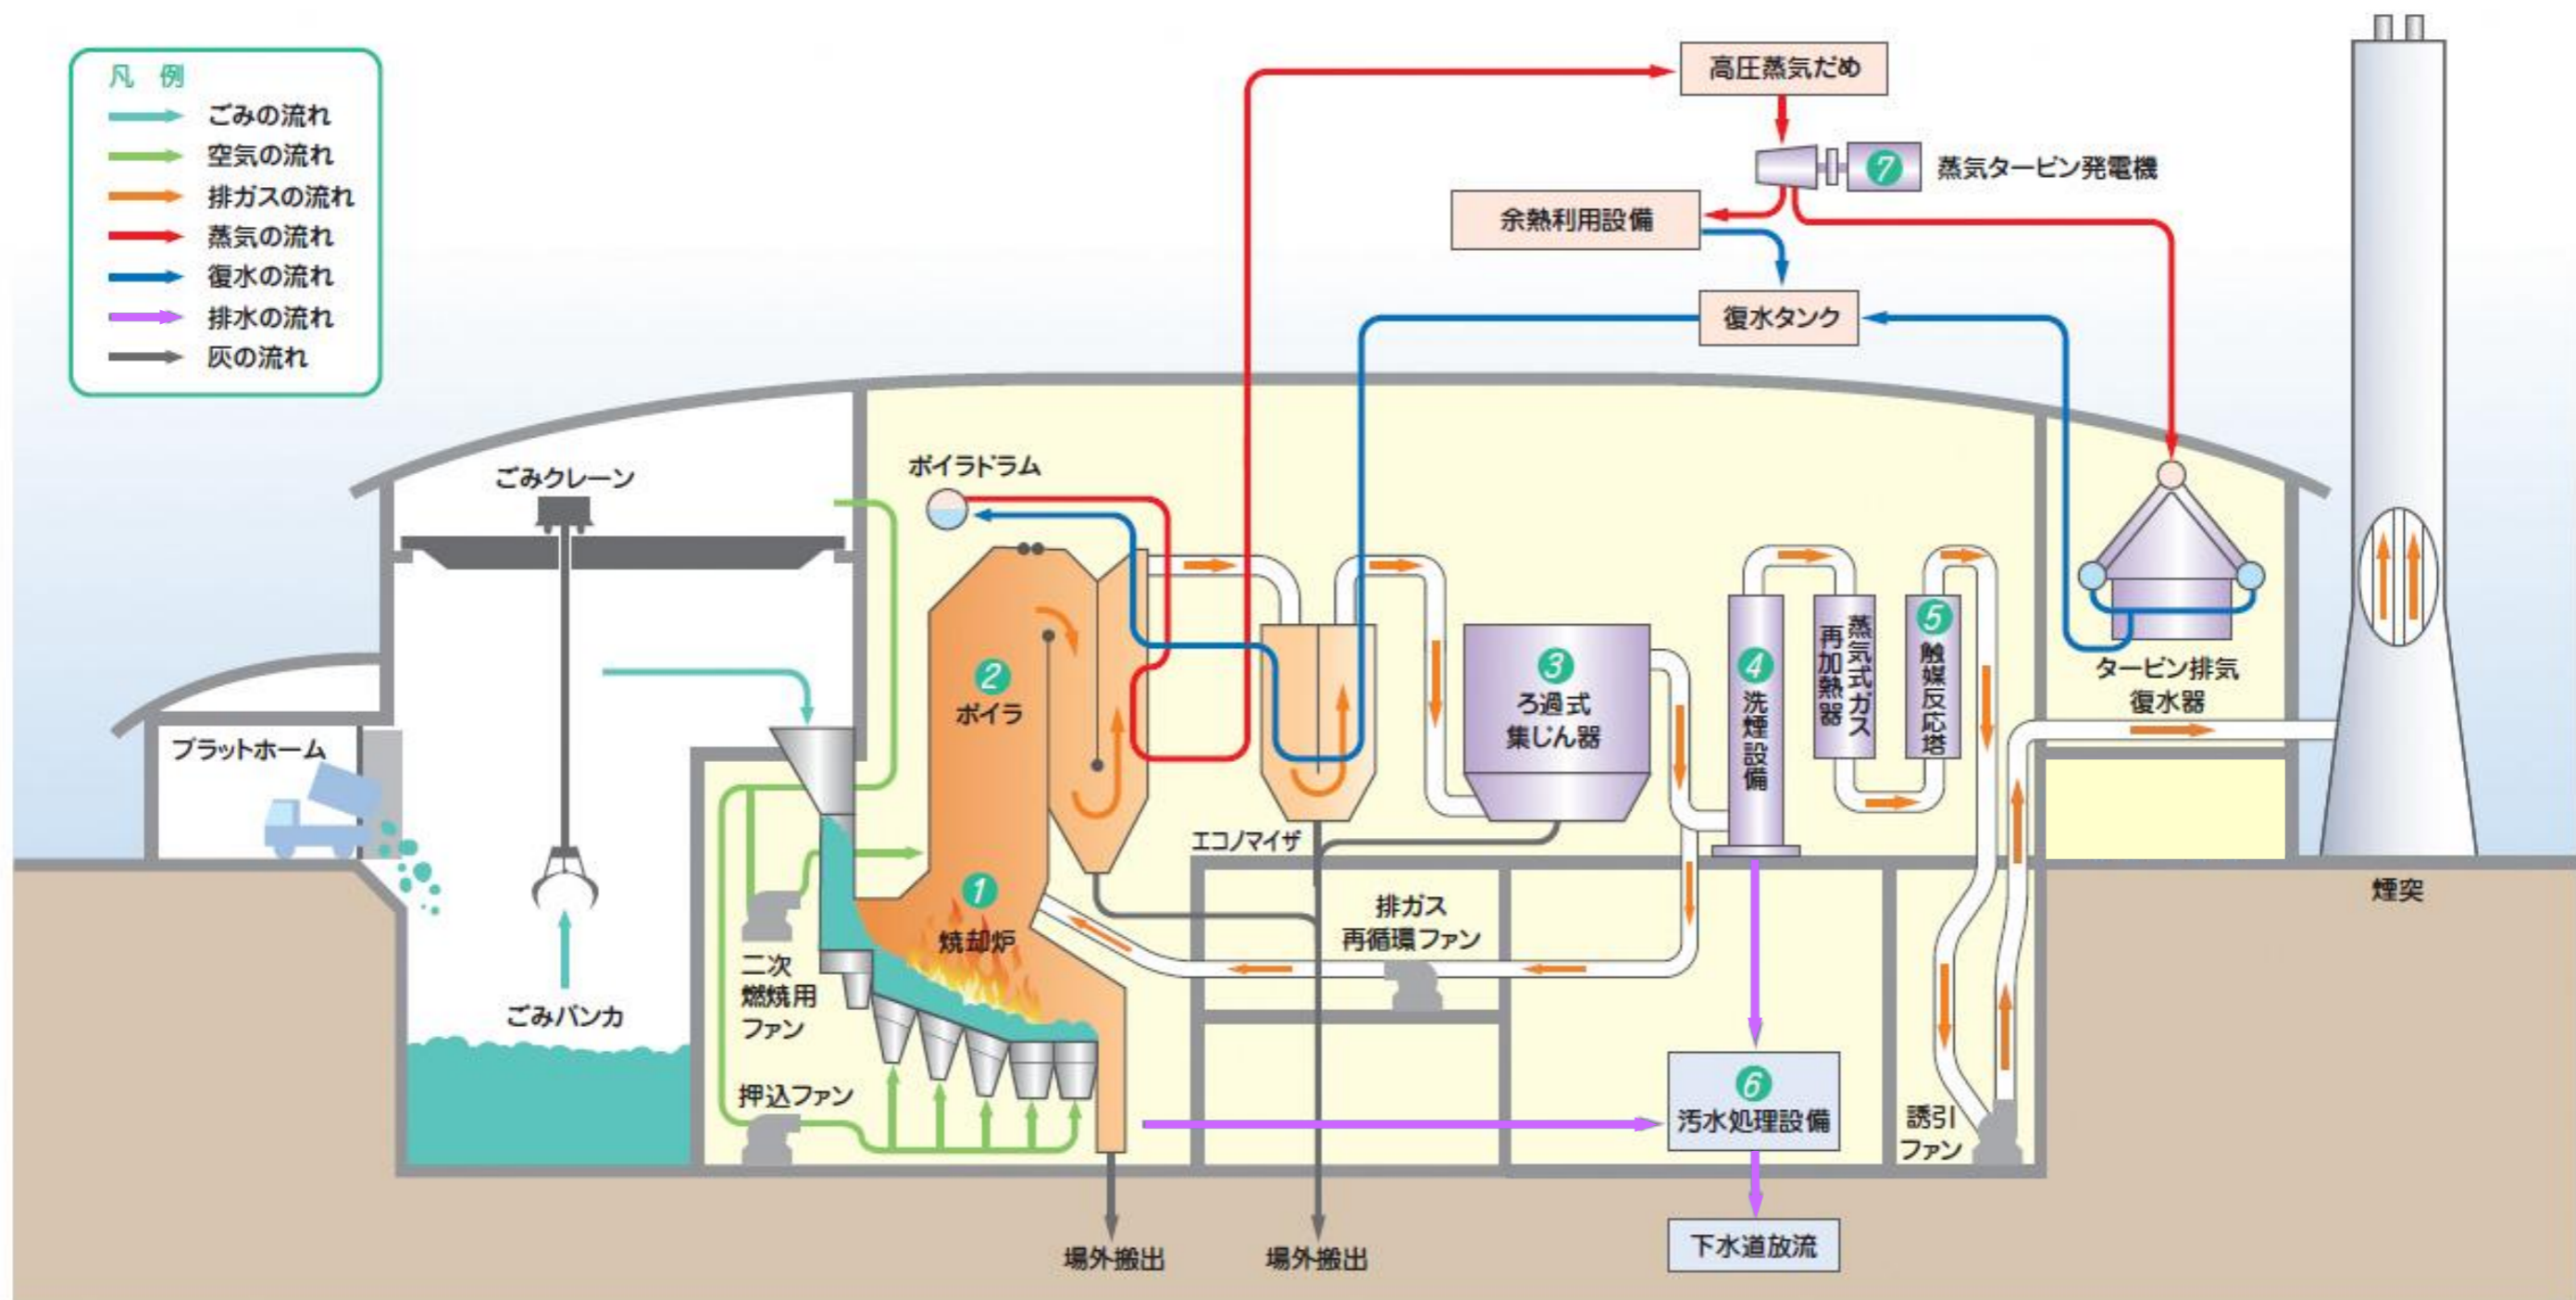 凡 例
ごみの流れ
空気の流れ
排ガスの流れ
蒸気の流れ
復水の流れ
排水の流れ
灰の流れ
高圧蒸気だめ
7
蒸気タービン発電機
余熱利用設備
復水タンク
ごみクレーン
ボイラドラム
プラットホーム
2
ボイラ
3
ろ過式
集じん器
4
洗煙設備
蒸気式ガス
再加熱器
5
触媒反応塔
タービン排気
復水器
エコノマイザ
1
焼却炉
排ガス
再循環ファン
煙突
二次
燃焼用
ファン
ごみバンカ
押込ファン
6
汚水処理設備
誘引
ファン
場外搬出
場外搬出
下水道放流